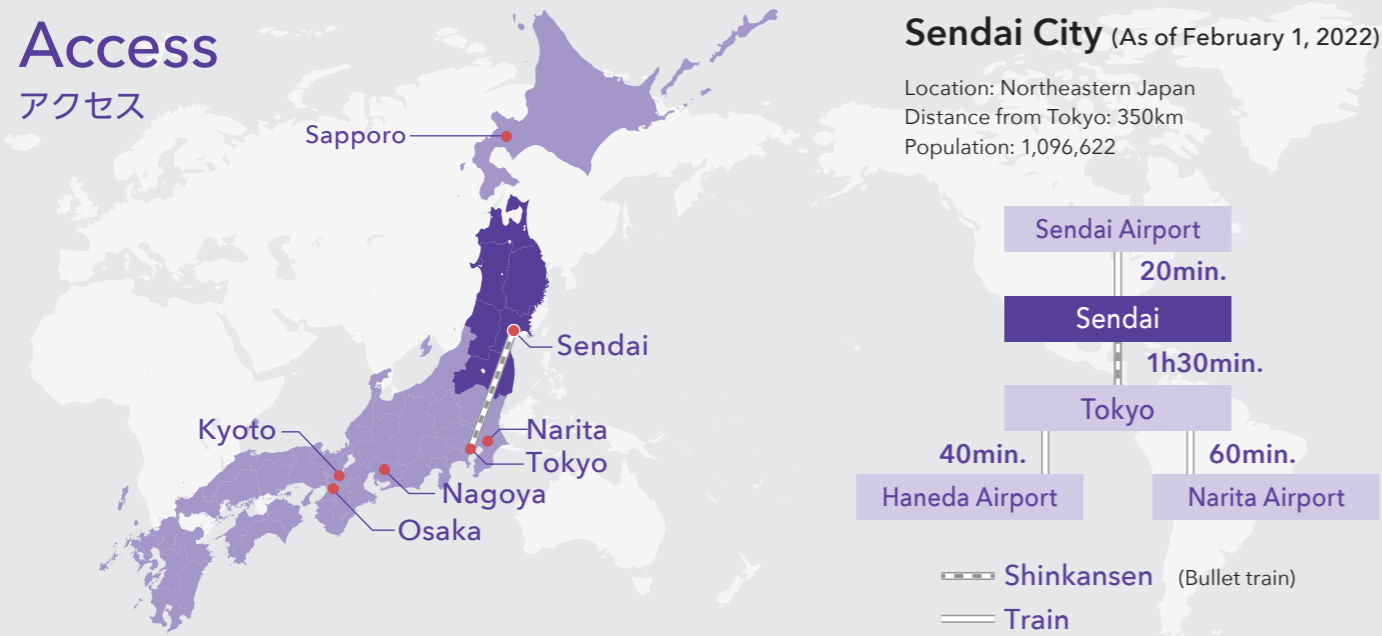 Access
アクセス
Sapporo
Sendai
Kyoto
Narita
Tokyo
Nagoya
Osaka
Sendai City (As of February 1, 2022)
Location: Northeastern Japan
Distance from Tokyo: 350km
Population: 1,096,622
Sendai Airport
20min.
Sendai
1h30min.
Tokyo
40min.
60min.
Haneda Airport
Narita Airport
Shinkansen (Bullet train)
Train